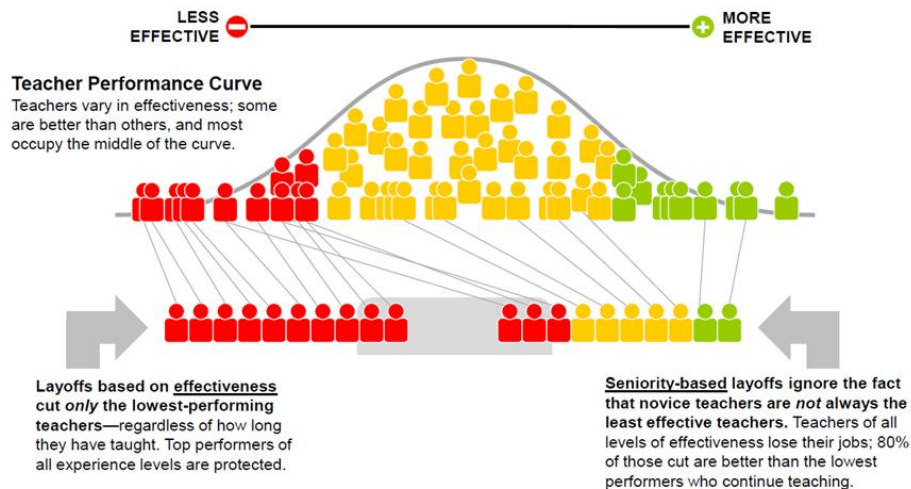 LESS
EFFECTIVE
MORE
EFFECTIVE
Teacher Performance Curve
Teachers vary in effectiveness; some
are better than others, and most
occupy the middle of the curve.
Layoffs based on effectiveness
cut only the lowest-performing
teachers—regardless of how long
they have taught. Top performers of
all experience levels are protected.
Seniority-based layoffs ignore the fact
that novice teachers are not always the
least effective teachers. Teachers of all
levels of effectiveness lose their jobs; 80%
of those cut are better than the lowest
performers who continue teaching.